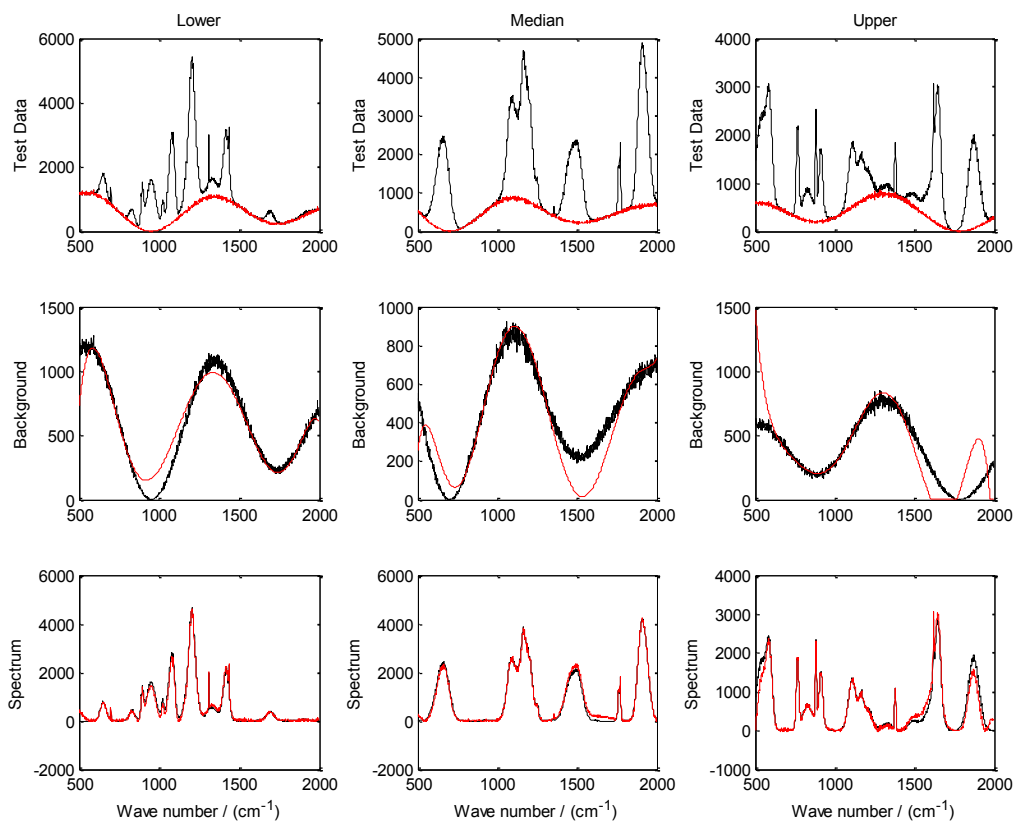 Lower Median Upper
6000 5000 4000
4000 4000 3000
3000 2000
2000 2000 1000
1000
0 0 0
Test Data Test Data Test Data
500 1000 1500 2000 500 1000 1500 2000 500 1000 1500 2000
1500 1000 1500
800
1000 600 1000
500 400 500
200
0 0 0
Background Background Background
500 1000 1500 2000 500 1000 1500 2000 500 1000 1500 2000
6000 6000 4000
4000 4000 3000
2000 2000 2000
1000
0 0 0
-2000 -2000 -1000
Spectrum Spectrum Spectrum
500 1000 1500 2000 500 1000 1500 2000 500 1000 1500 2000
Wave number / (cm⁻¹) Wave number / (cm⁻¹) Wave number / (cm⁻¹)